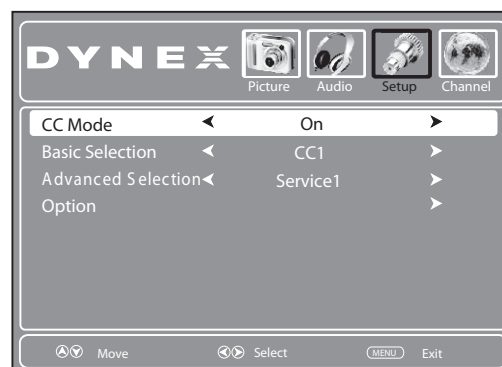 DYNEX
Picture Audio Setup Channel
CC Mode On
Basic Selection CC1
Advanced Selection Service1
Option
Move Select MENU Exit